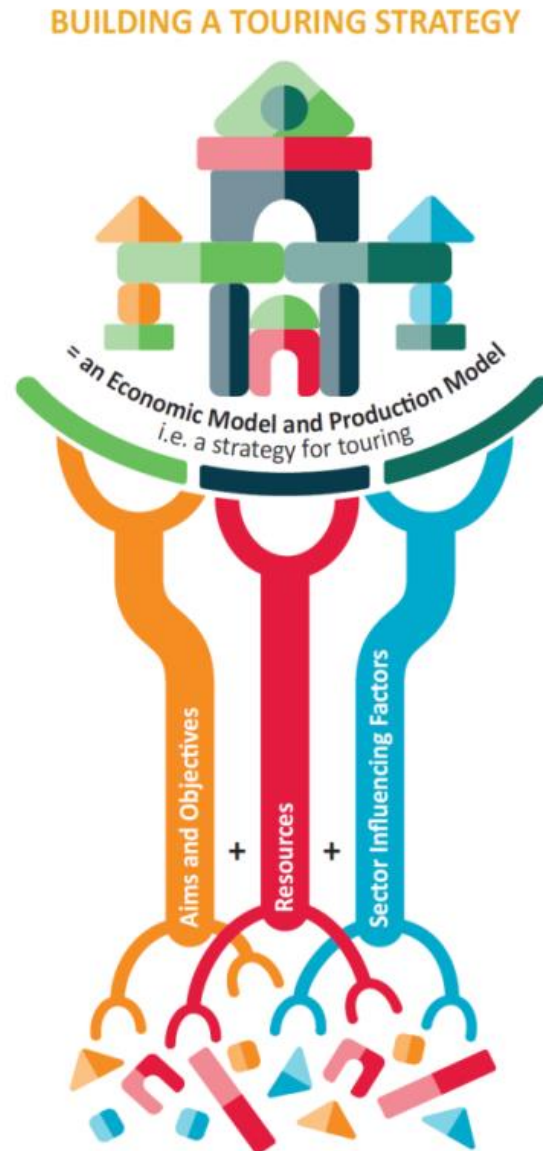 BUILDING A TOURING STRATEGY
= an Economic Model and Production Model
i.e. a strategy for touring
Aims and Objectives
+
Resources
+
Sector Influencing Factors